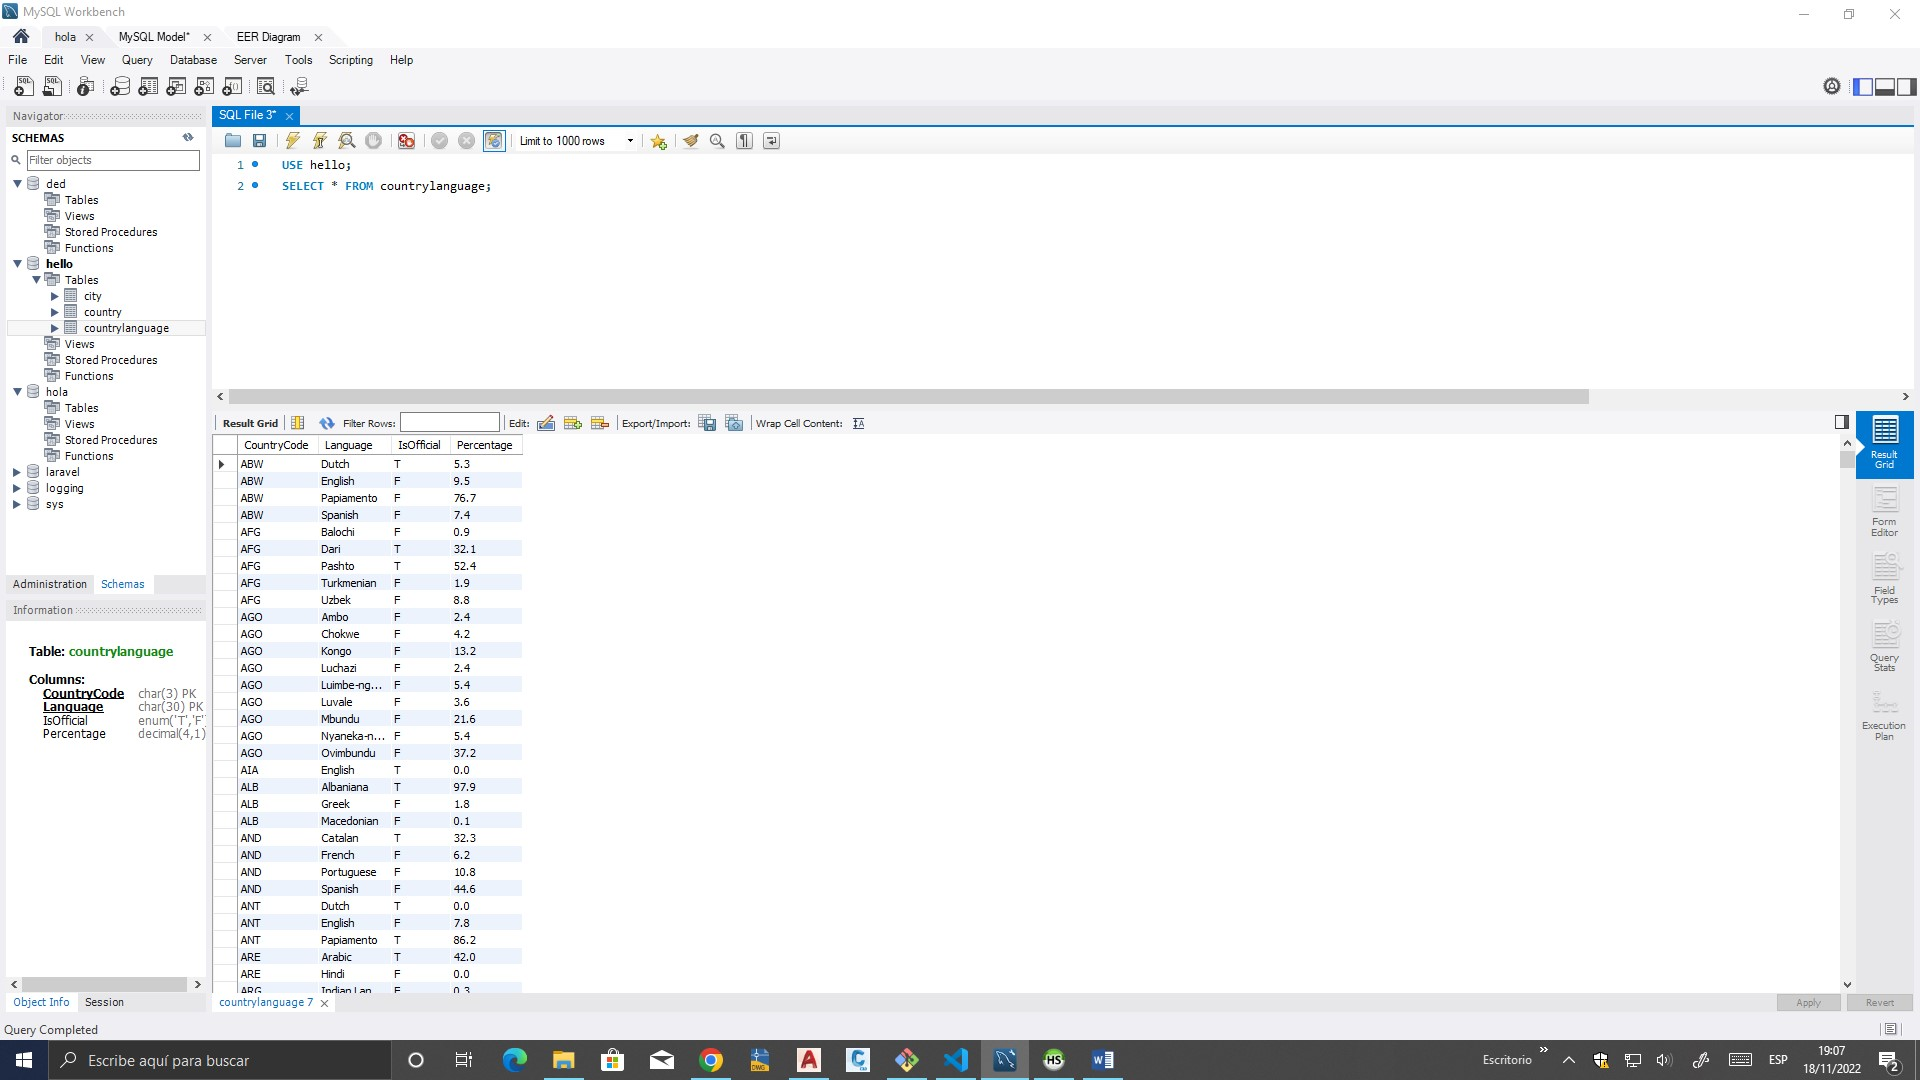 MySQL Workbench
hola
MySQL Model*
EER Diagram
File Edit View Query Database Server Tools Scripting Help
Navigator
SCHEMAS
Filter objects
ded
Tables
Views
Stored Procedures
Functions
hello
Tables
city
country
countrylanguage
Views
Stored Procedures
Functions
hola
Tables
Views
Stored Procedures
Functions
laravel
logging
sys
Administration Schemas
Information
Table: countrylanguage
Columns:
CountryCode char(3) PK
Language char(30) PK
IsOfficial enum('T','F')
Percentage decimal(4,1)
Object Info Session
SQL File 3*
Limit to 1000 rows
1 USE hello;
2 SELECT * FROM countrylanguage;
Result Grid Filter Rows: Edit: Export/Import: Wrap Cell Content:
CountryCode Language IsOfficial Percentage
ABW Dutch T 5.3
ABW English F 9.5
ABW Papiamento F 76.7
ABW Spanish F 7.4
AFG Balochi F 0.9
AFG Dari T 32.1
AFG Pashto T 52.4
AFG Turkmenian F 1.9
AFG Uzbek F 8.8
AGO Ambo F 2.4
AGO Chokwe F 4.2
AGO Kongo F 13.2
AGO Luchazi F 2.4
AGO Luimbe-ng... F 5.4
AGO Luvale F 3.6
AGO Mbundu F 21.6
AGO Nyaneka-n... F 5.4
AGO Ovimbundu F 37.2
AIA English T 0.0
ALB Albaniana T 97.9
ALB Greek F 1.8
ALB Macedonian F 0.1
AND Catalan T 32.3
AND French F 6.2
AND Portuguese F 10.8
AND Spanish F 44.6
ANT Dutch T 0.0
ANT English F 7.8
ANT Papiamento T 86.2
ARE Arabic T 42.0
ARE Hindi F 0.0
ARG Indian Lan... F 0.3
Result Grid
Form Editor
Field Types
Query Stats
Execution Plan
countrylanguage 7
Apply Revert
Query Completed
Escribe aquí para buscar
DWG
HS
Escritorio
ESP
19:07
18/11/2022
2